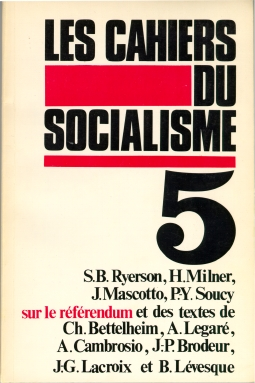 LES CAHIERS
DU
SOCIALISME
5
S.B. Ryerson, H. Milner,
J. Mascotto, P.-Y. Soucy
sur le référendum et des textes de
Ch. Bettelheim, A. Legaré,
A. Cambrosio, J.-P. Brodeur,
J.-G. Lacroix et B. Lévesque